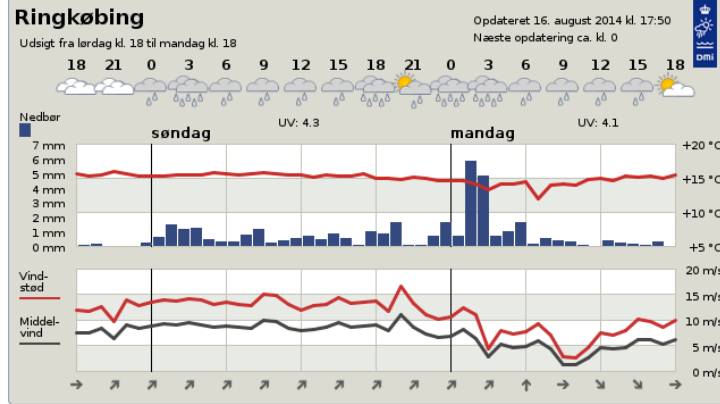 Ringkøbing
Opdateret 16. august 2014 kl. 17:50
Udsigt fra lørdag kl. 18 til mandag kl. 18
Næste opdatering ca. kl. 0
DMI
18 21 0 3 6 9 12 15 18 21 0 3 6 9 12 15 18
Nedbør
UV: 4.3
UV: 4.1
søndag
mandag
7 mm
6 mm
5 mm
4 mm
3 mm
2 mm
1 mm
0 mm
+20 °C
+15 °C
+10 °C
+5 °C
Vind-
stød
Middel-
vind
20 m/s
15 m/s
10 m/s
5 m/s
0 m/s